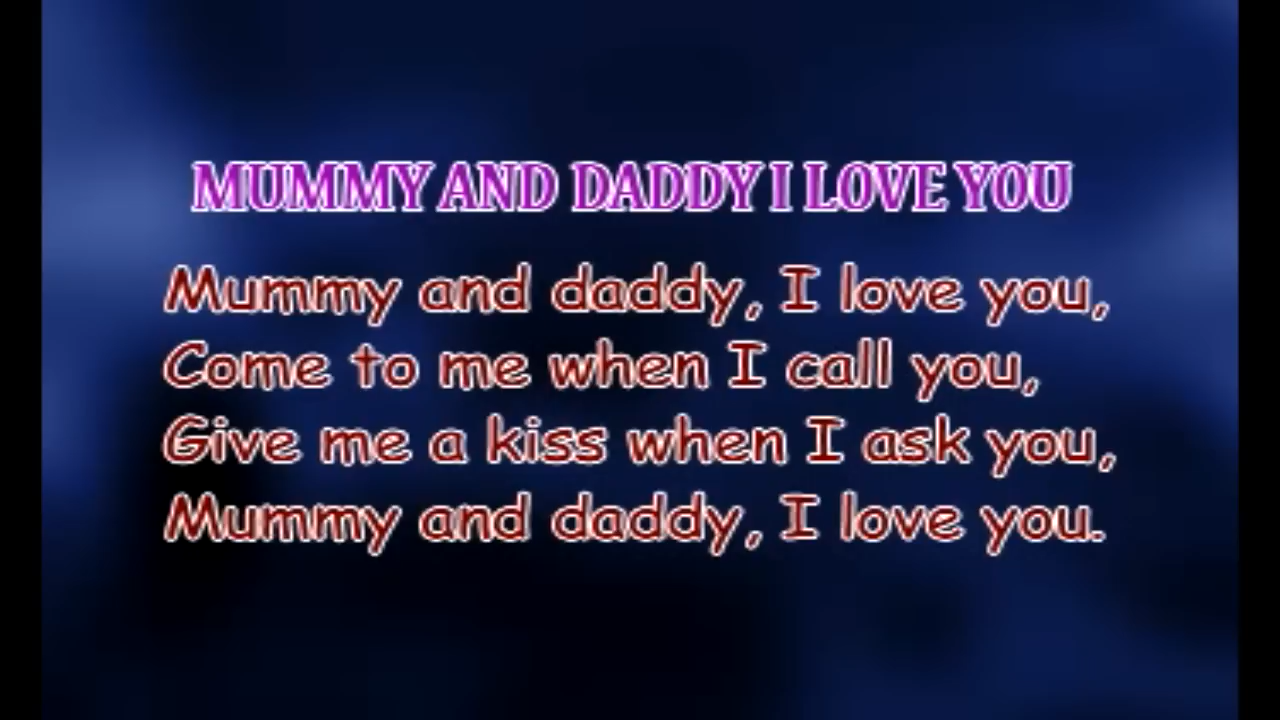 MUMMY AND DADDY I LOVE YOU
Mummy and daddy, I love you,
Come to me when I call you,
Give me a kiss when I ask you,
Mummy and daddy, I love you.